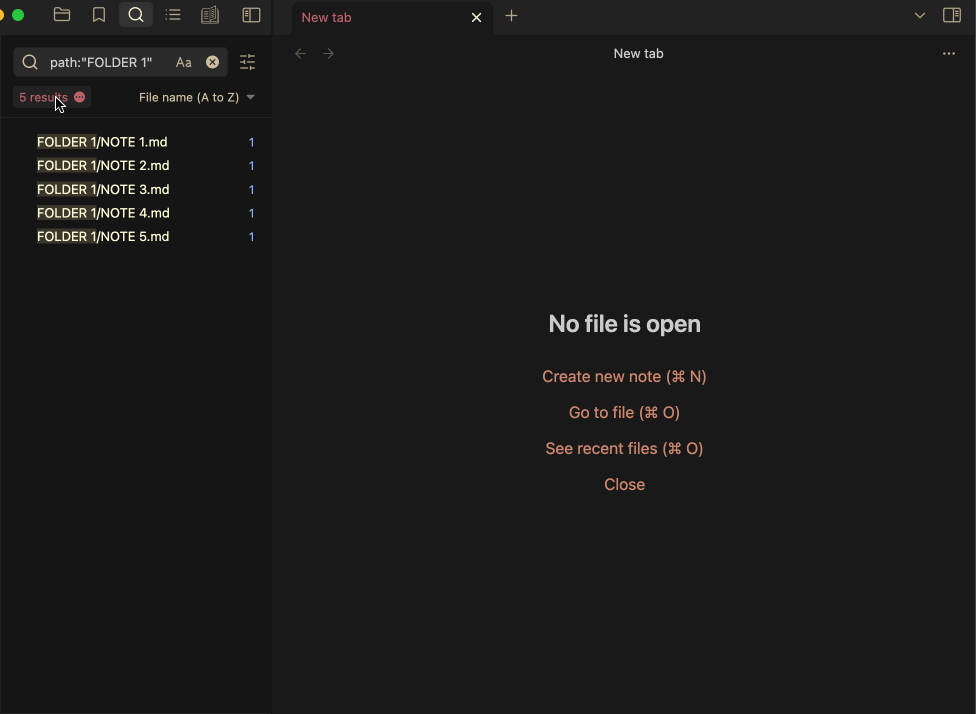 New tab
path:"FOLDER 1" Aa
New tab
5 results File name (A to Z)
FOLDER 1/NOTE 1.md 1
FOLDER 1/NOTE 2.md 1
FOLDER 1/NOTE 3.md 1
FOLDER 1/NOTE 4.md 1
FOLDER 1/NOTE 5.md 1
No file is open
Create new note (⌘ N)
Go to file (⌘ O)
See recent files (⌘ O)
Close